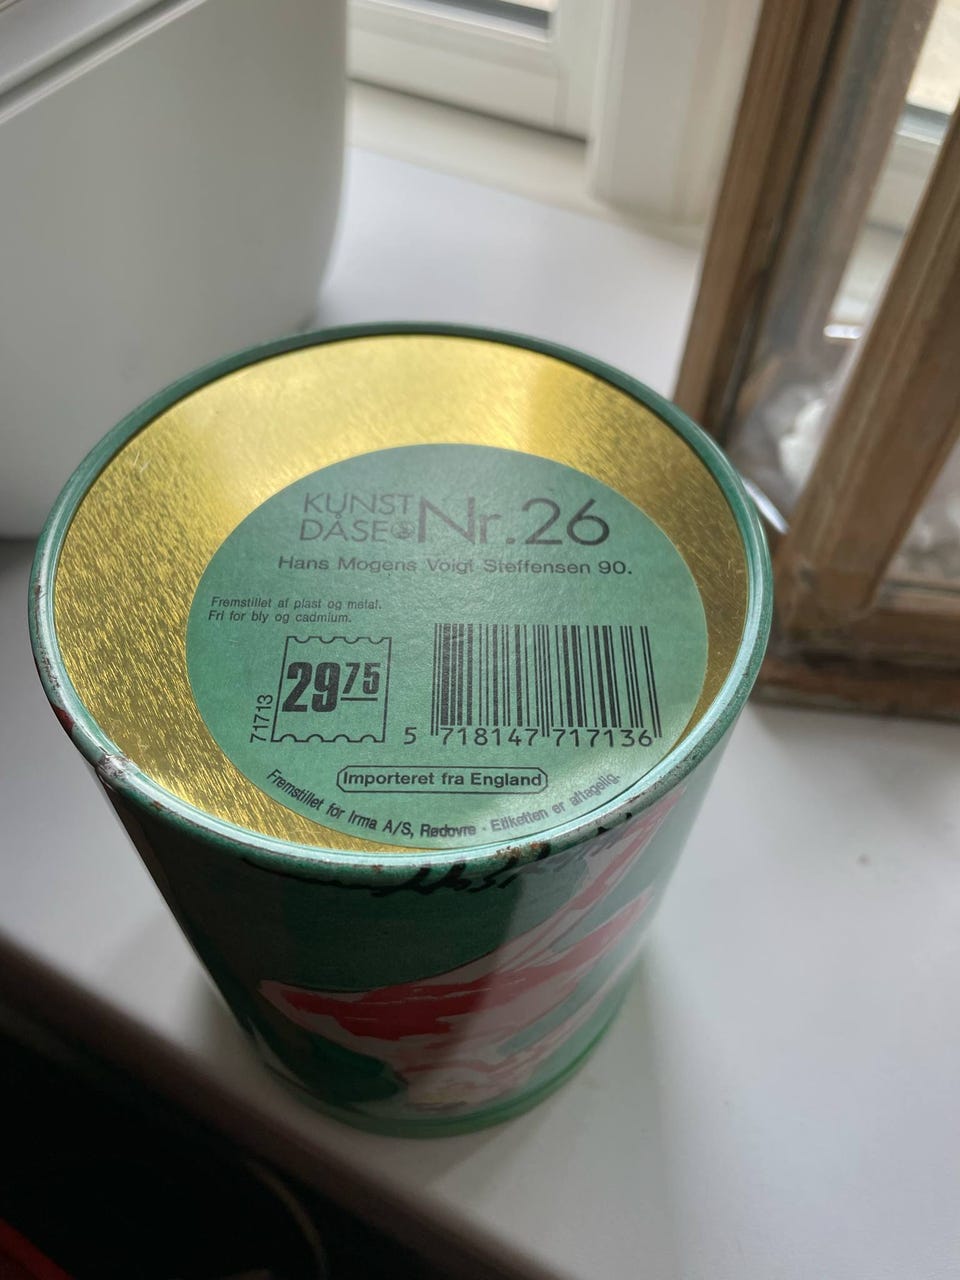 KUNST
DÅSE Nr.26
Hans Mogens Voigt Steffensen 90.
Fremstillet af plast og metal.
Fri for bly og cadmium.
71713
29 75
5 718147 717136
Importeret fra England
Fremstillet for Irma A/S, Rødovre · Etiketten er aftagelig.